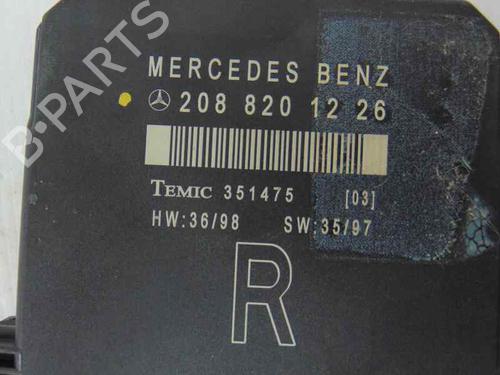 MERCEDES BENZ
208 820 12 26
TEMIC 351475 [03]
HW:36/98 SW:35/97
R
B-PARTS